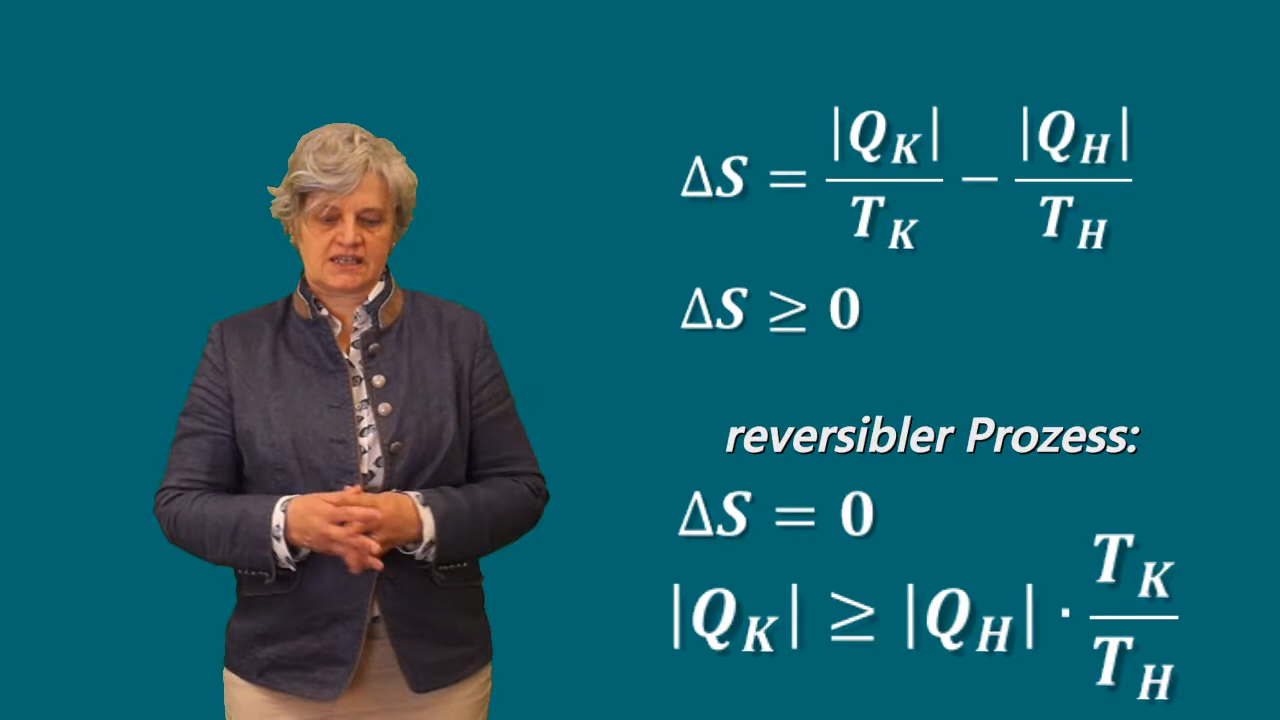 ΔS = |Q_K| / T_K − |Q_H| / T_H
ΔS ≥ 0
reversibler Prozess:
ΔS = 0
|Q_K| ≥ |Q_H| · T_K / T_H